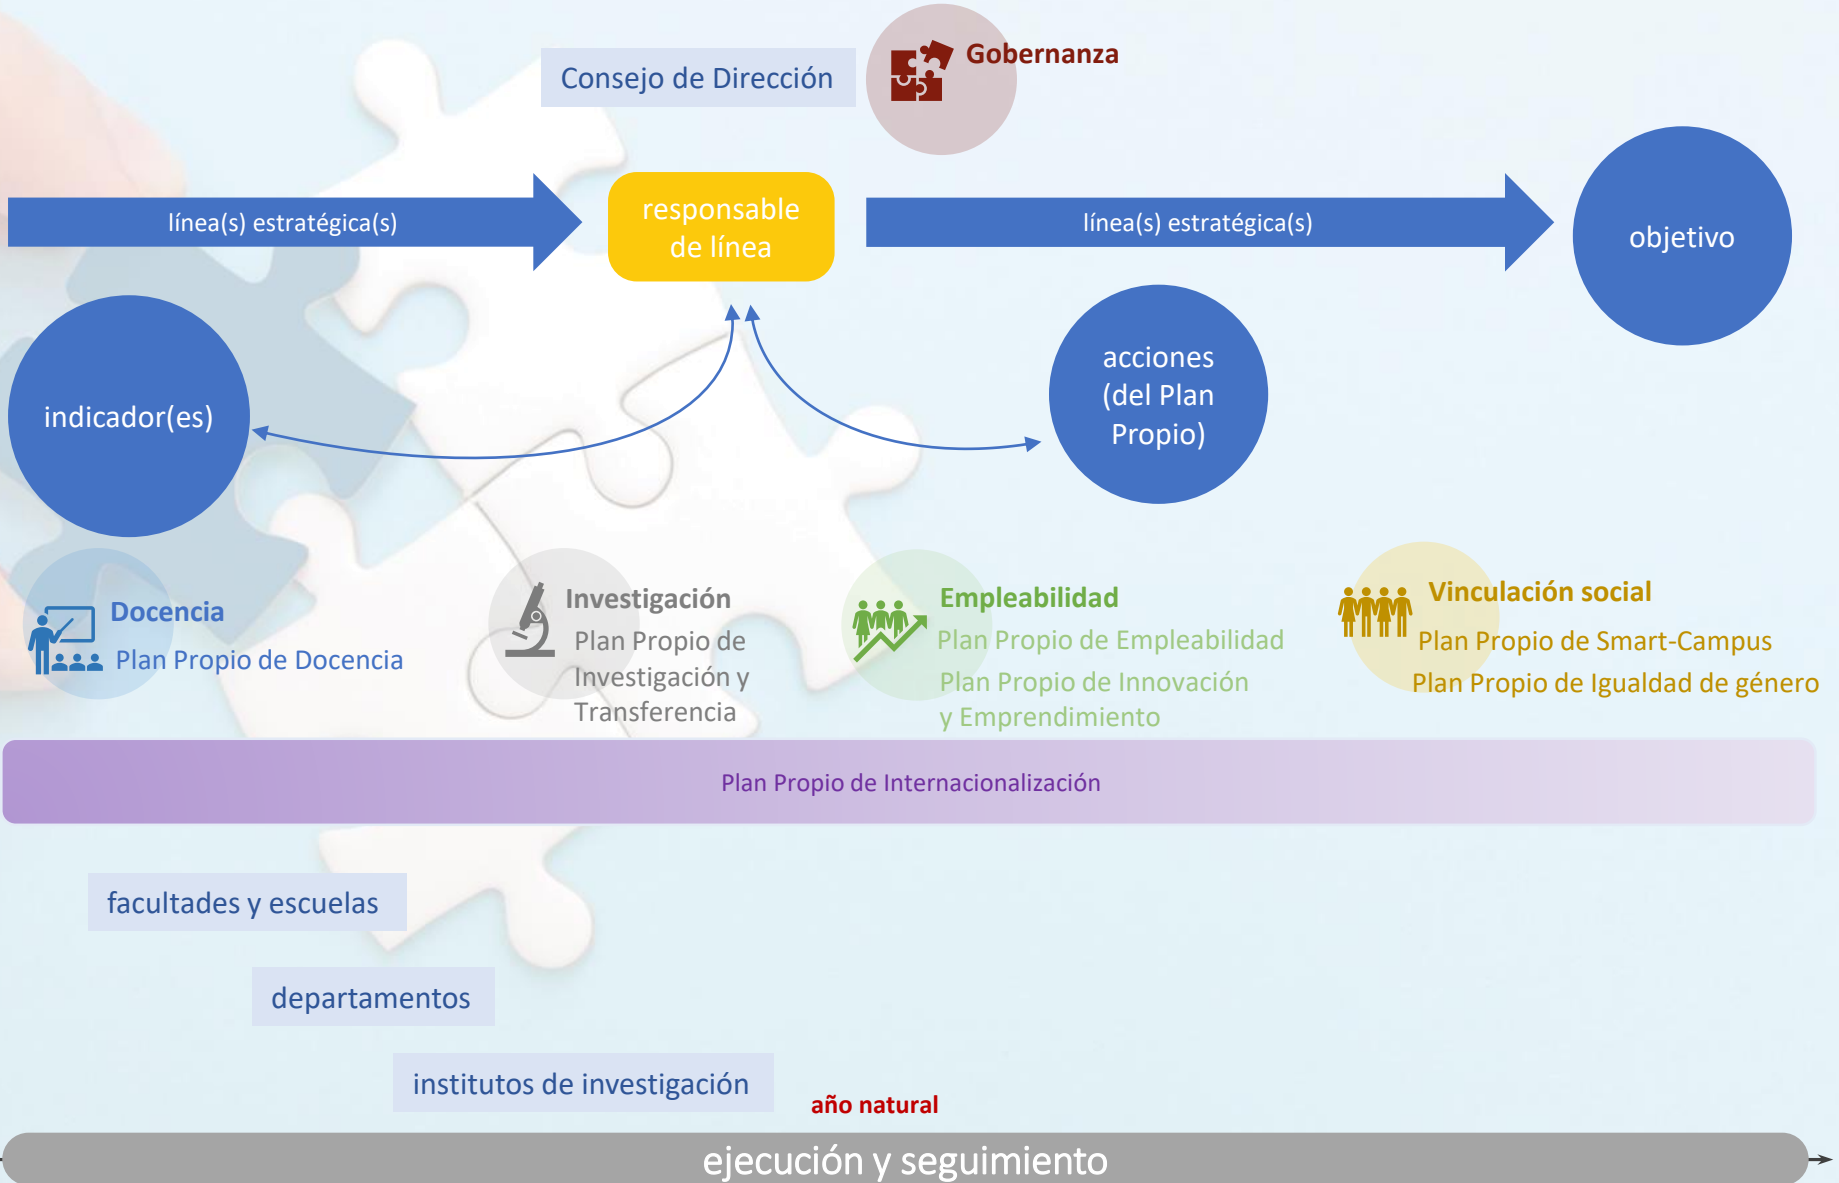 Gobernanza
Consejo de Dirección
línea(s) estratégica(s)
responsable
de línea
línea(s) estratégica(s)
objetivo
indicador(es)
acciones
(del Plan
Propio)
Docencia
Plan Propio de Docencia
Investigación
Plan Propio de
Investigación y
Transferencia
Empleabilidad
Plan Propio de Empleabilidad
Plan Propio de Innovación
y Emprendimiento
Vinculación social
Plan Propio de Smart-Campus
Plan Propio de Igualdad de género
Plan Propio de Internacionalización
facultades y escuelas
departamentos
institutos de investigación
año natural
ejecución y seguimiento